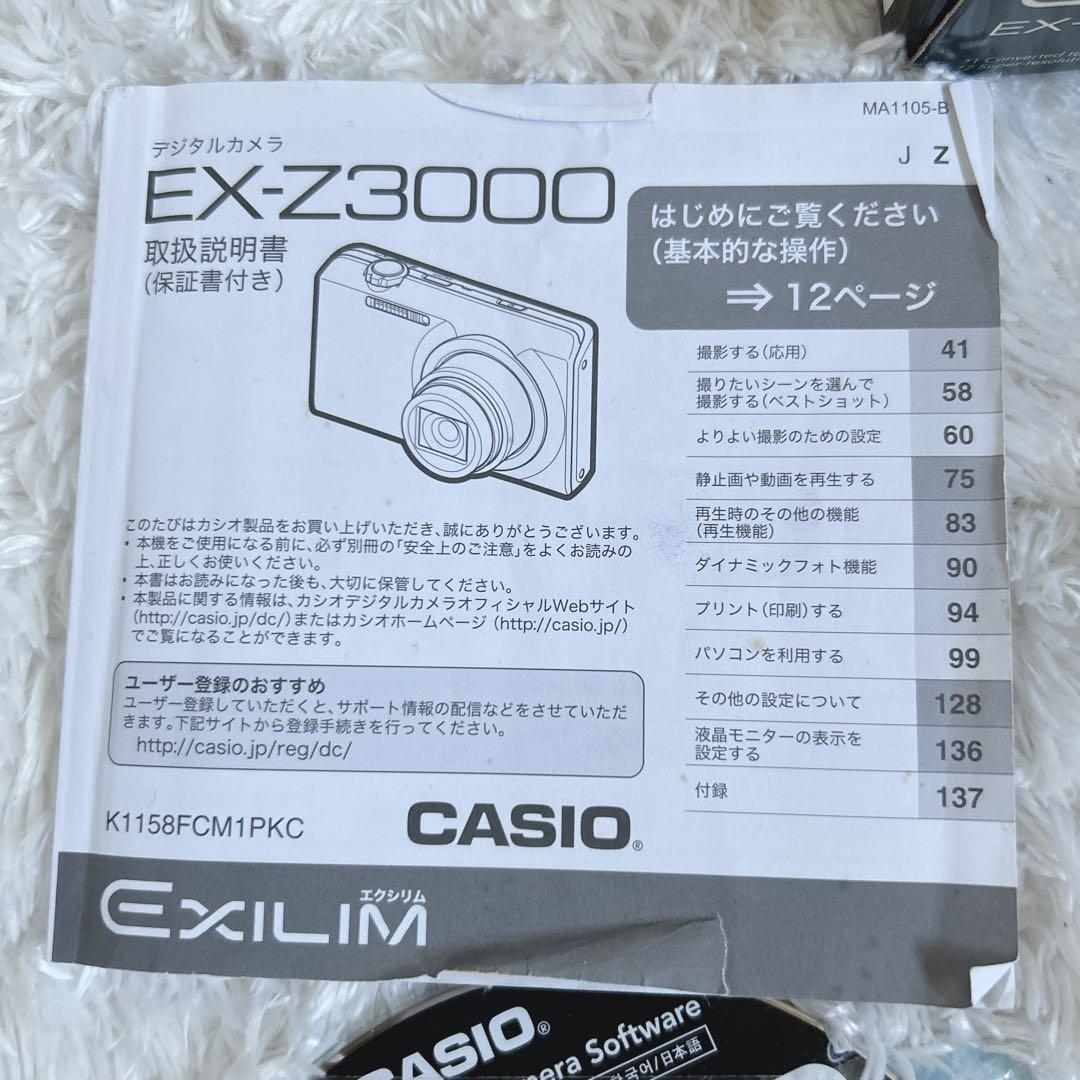 EX-
Converted to
Super-resolution
MA1105-B
J Z
デジタルカメラ
EX-Z3000
取扱説明書
(保証書付き)
はじめにご覧ください
(基本的な操作)
⇒ 12ページ
撮影する(応用) 41
撮りたいシーンを選んで
撮影する(ベストショット) 58
よりよい撮影のための設定 60
静止画や動画を再生する 75
再生時のその他の機能
(再生機能) 83
ダイナミックフォト機能 90
プリント(印刷)する 94
パソコンを利用する 99
その他の設定について 128
液晶モニターの表示を
設定する 136
付録 137
このたびはカシオ製品をお買い上げいただき、誠にありがとうございます。
• 本機をご使用になる前に、必ず別冊の「安全上のご注意」をよくお読みの
上、正しくお使いください。
• 本書はお読みになった後も、大切に保管してください。
• 本製品に関する情報は、カシオデジタルカメラオフィシャルWebサイト
(http://casio.jp/dc/)またはカシオホームページ (http://casio.jp/)
でご覧になることができます。
ユーザー登録のおすすめ
ユーザー登録していただくと、サポート情報の配信などをさせていただ
きます。下記サイトから登録手続きを行ってください。
http://casio.jp/reg/dc/
K1158FCM1PKC
CASIO®
エクシリム
EXILIM
CASIO®
era Software
한국어/日本語